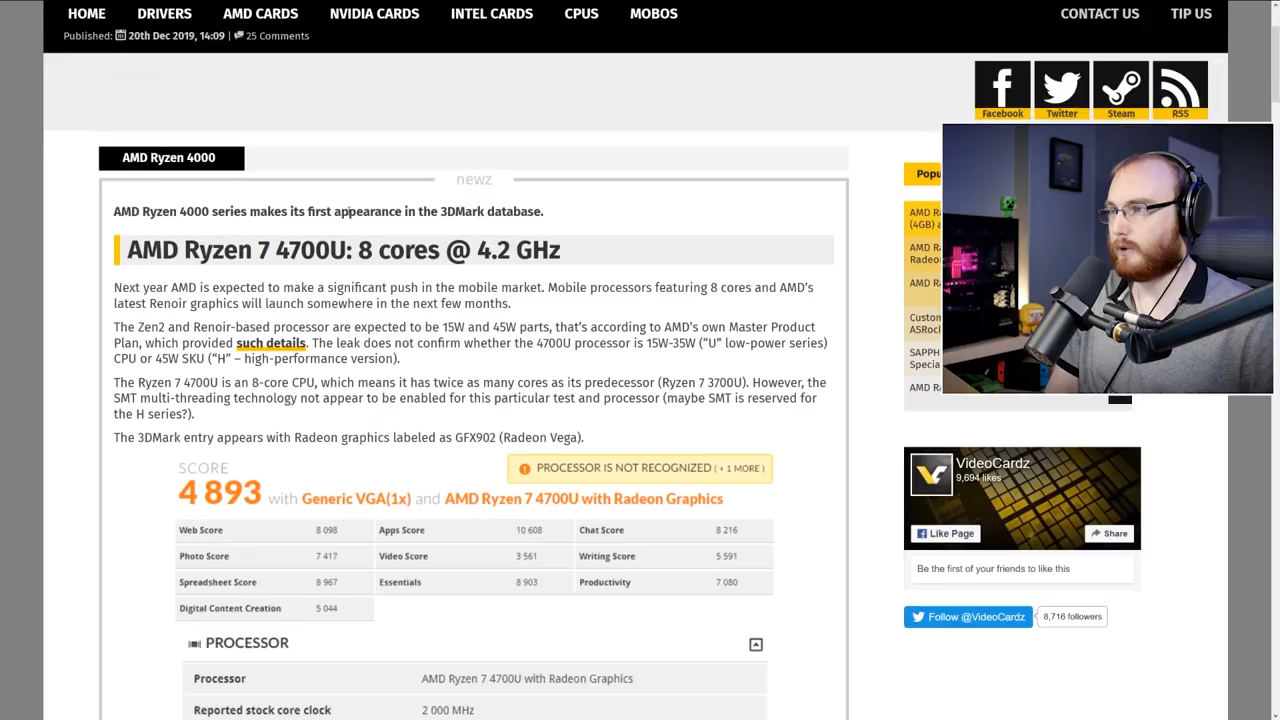 HOME DRIVERS AMD CARDS NVIDIA CARDS INTEL CARDS CPUS MOBOS CONTACT US TIP US
Published: 20th Dec 2019, 14:09 | 25 Comments
Facebook Twitter Steam RSS
AMD Ryzen 4000
newz
AMD Ryzen 4000 series makes its first appearance in the 3DMark database.
AMD Ryzen 7 4700U: 8 cores @ 4.2 GHz
Next year AMD is expected to make a significant push in the mobile market. Mobile processors featuring 8 cores and AMD's
latest Renoir graphics will launch somewhere in the next few months.
The Zen2 and Renoir-based processor are expected to be 15W and 45W parts, that's according to AMD's own Master Product
Plan, which provided such details. The leak does not confirm whether the 4700U processor is 15W-35W ("U" low-power series)
CPU or 45W SKU ("H" – high-performance version).
The Ryzen 7 4700U is an 8-core CPU, which means it has twice as many cores as its predecessor (Ryzen 7 3700U). However, the
SMT multi-threading technology not appear to be enabled for this particular test and processor (maybe SMT is reserved for
the H series?).
The 3DMark entry appears with Radeon graphics labeled as GFX902 (Radeon Vega).
SCORE
PROCESSOR IS NOT RECOGNIZED ( + 1 MORE )
4 893 with Generic VGA(1x) and AMD Ryzen 7 4700U with Radeon Graphics
Web Score 8 098 Apps Score 10 608 Chat Score 8 216
Photo Score 7 417 Video Score 3 561 Writing Score 5 591
Spreadsheet Score 8 967 Essentials 8 903 Productivity 7 080
Digital Content Creation 5 044
PROCESSOR
Processor AMD Ryzen 7 4700U with Radeon Graphics
Reported stock core clock 2 000 MHz
Popu
AMD Ra
(4GB) a
AMD Ra
Radeo
AMD R
Custom
ASRoc
SAPPH
Specia
AMD R
VideoCardz
9,694 likes
Like Page Share
Be the first of your friends to like this
Follow @VideoCardz 8,716 followers